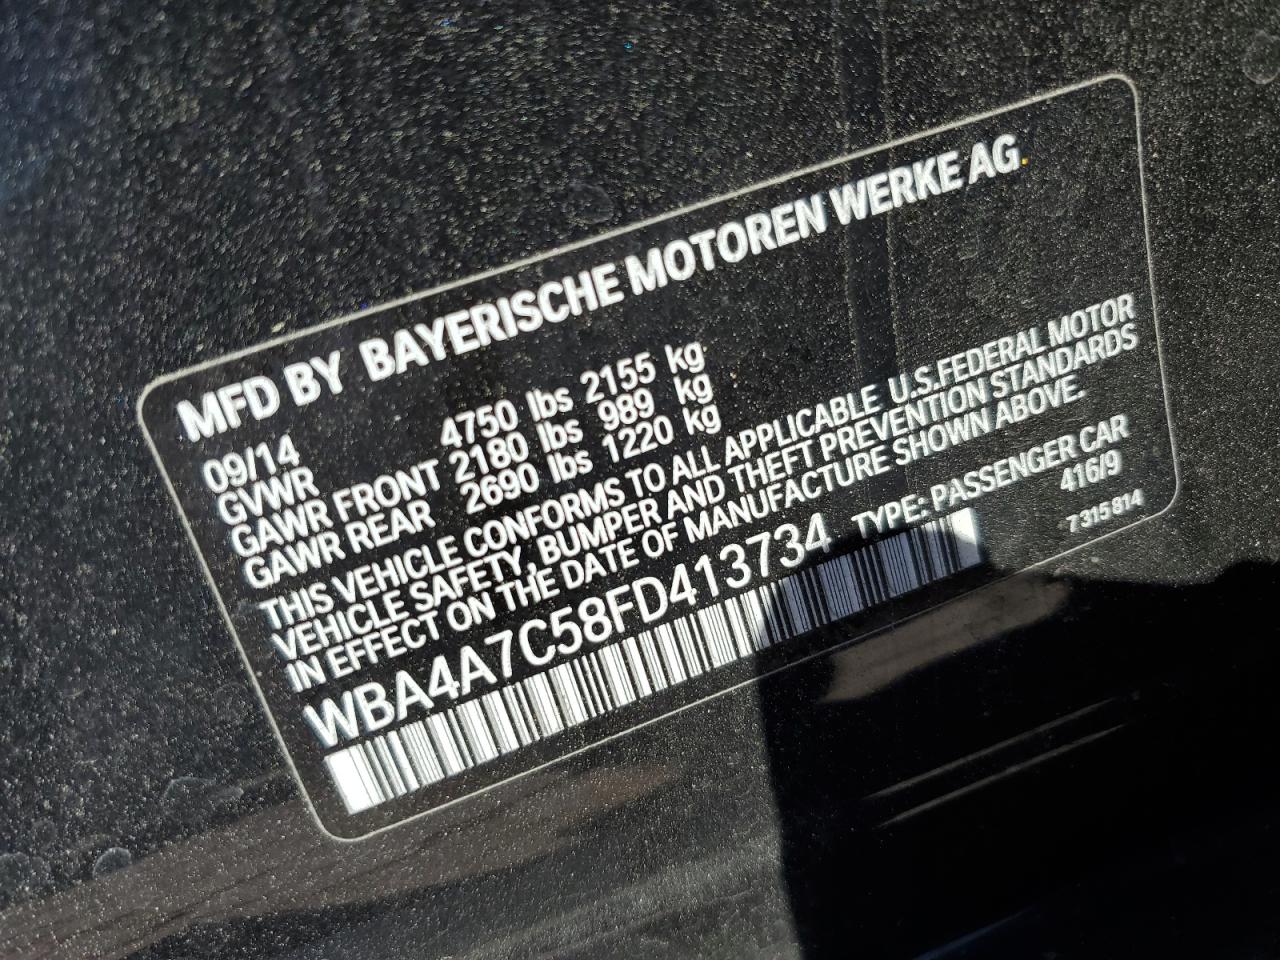 MFD BY BAYERISCHE MOTOREN WERKE AG
09/14
GVWR 4750 lbs 2155 kg
GAWR FRONT 2180 lbs 989 kg
GAWR REAR 2690 lbs 1220 kg
THIS VEHICLE CONFORMS TO ALL APPLICABLE U.S.FEDERAL MOTOR
VEHICLE SAFETY, BUMPER AND THEFT PREVENTION STANDARDS
IN EFFECT ON THE DATE OF MANUFACTURE SHOWN ABOVE.
WBA4A7C58FD413734 TYPE: PASSENGER CAR
416/9
7 315 814